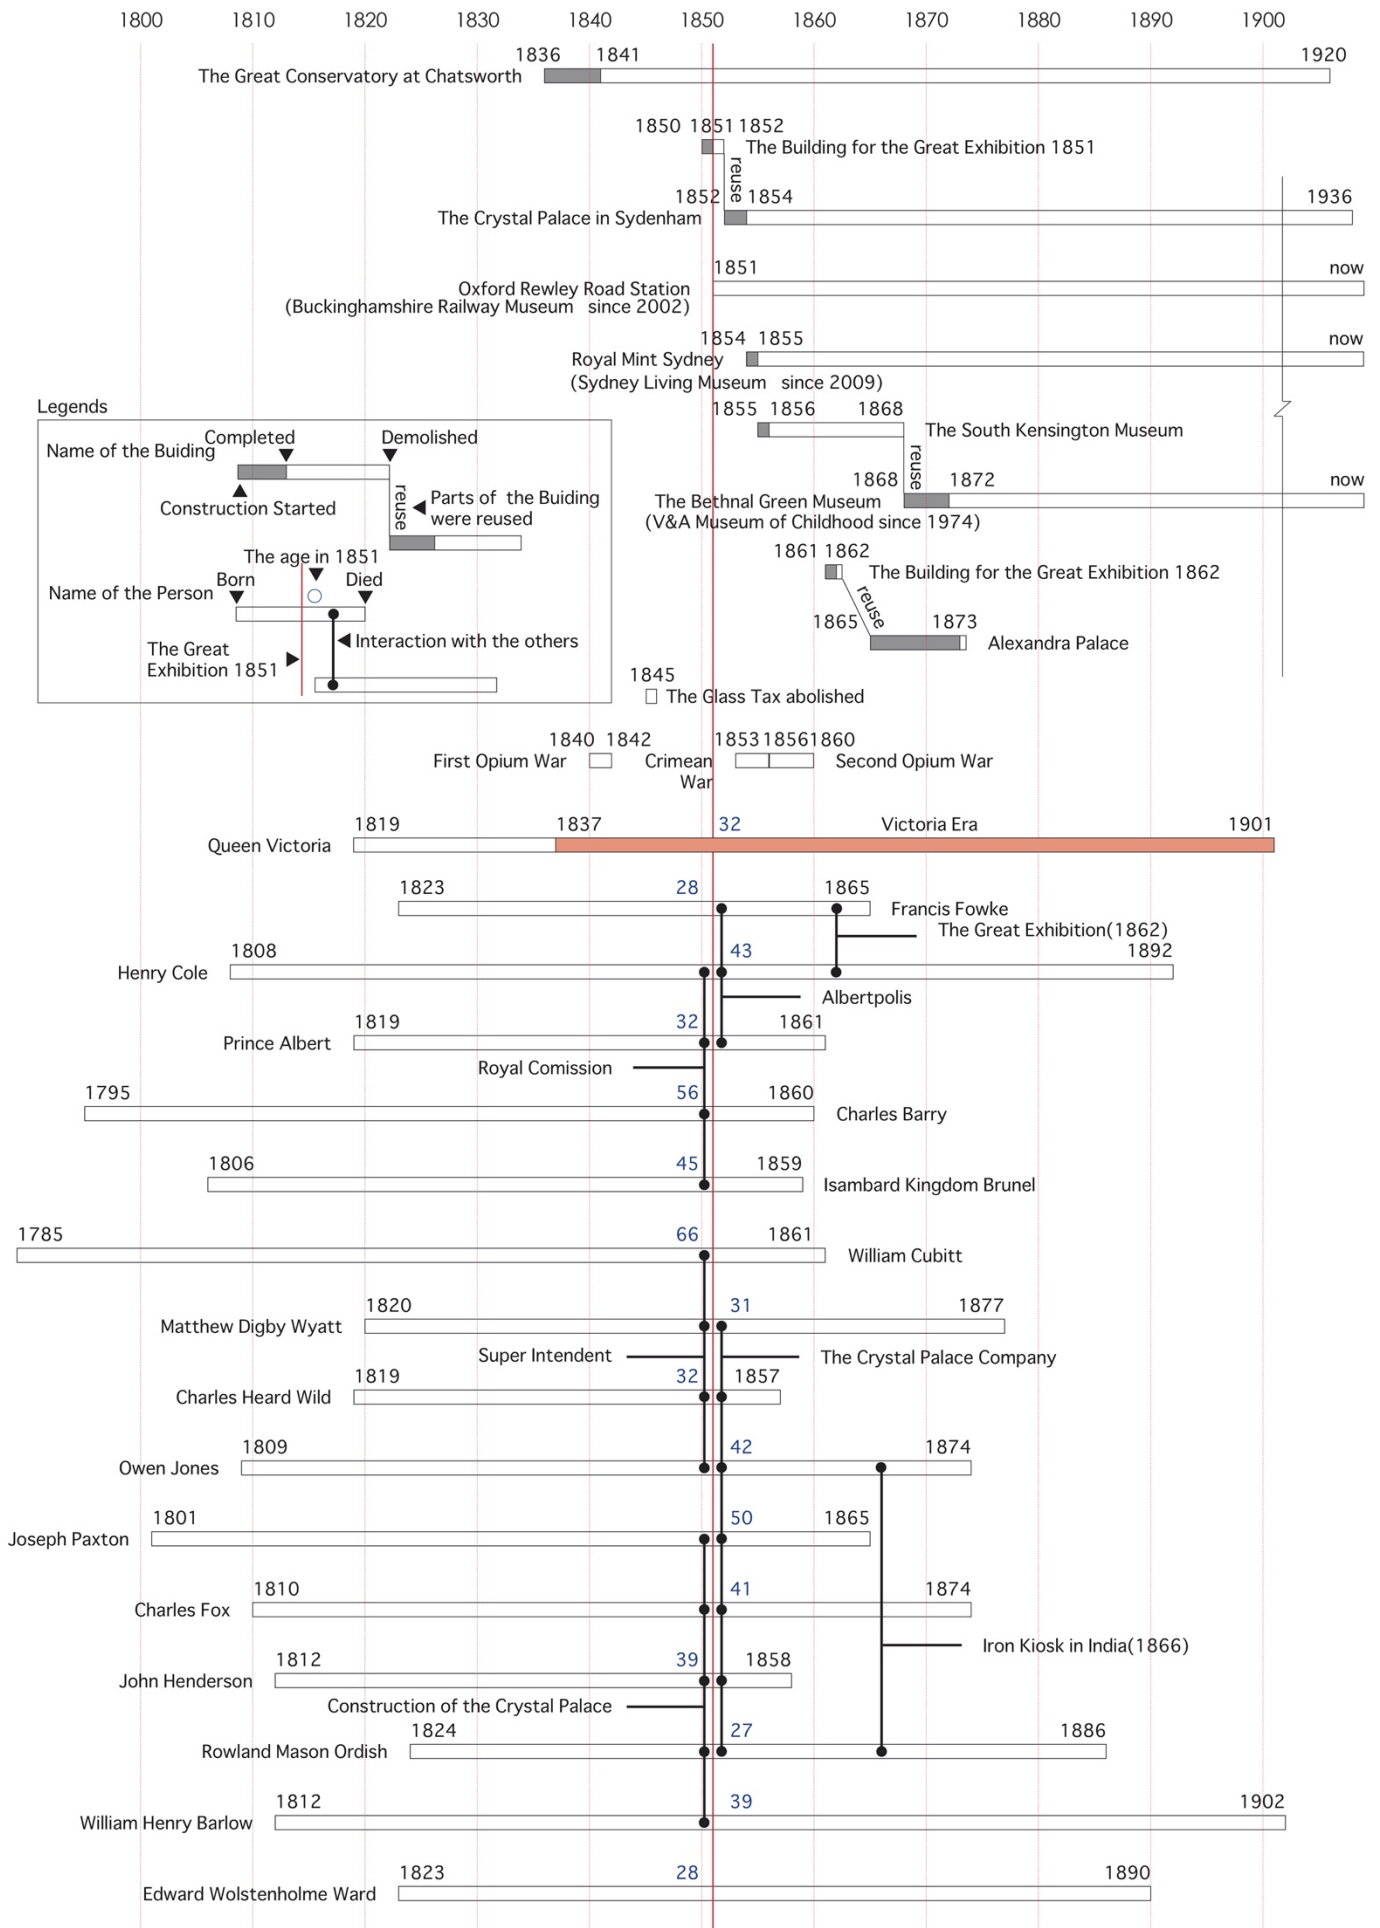 1800 1810 1820 1830 1840 1850 1860 1870 1880 1890 1900
1836 1841 1920
The Great Conservatory at Chatsworth
1850 1851 1852
The Building for the Great Exhibition 1851
reuse
1852 1854 1936
The Crystal Palace in Sydenham
1851 now
Oxford Rewley Road Station
(Buckinghamshire Railway Museum since 2002)
1854 1855 now
Royal Mint Sydney
(Sydney Living Museum since 2009)
1855 1856 1868
The South Kensington Museum
reuse
1868 1872 now
The Bethnal Green Museum
(V&A Museum of Childhood since 1974)
1861 1862
The Building for the Great Exhibition 1862
reuse
1865 1873
Alexandra Palace
Legends
Completed Demolished
Name of the Buiding
Construction Started
reuse
Parts of the Buiding
were reused
The age in 1851
Born Died
Name of the Person
Interaction with the others
The Great
Exhibition 1851
1845
The Glass Tax abolished
1840 1842 1853 1856 1860
First Opium War Crimean
War
Second Opium War
1819 1837 32 Victoria Era 1901
Queen Victoria
1823 28 1865
Francis Fowke
The Great Exhibition(1862)
1808 43 1892
Henry Cole
Albertpolis
1819 32 1861
Prince Albert
Royal Comission
1795 56 1860
Charles Barry
1806 45 1859
Isambard Kingdom Brunel
1785 66 1861
William Cubitt
1820 31 1877
Matthew Digby Wyatt
Super Intendent The Crystal Palace Company
1819 32 1857
Charles Heard Wild
1809 42 1874
Owen Jones
1801 50 1865
Joseph Paxton
1810 41 1874
Charles Fox
Iron Kiosk in India(1866)
1812 39 1858
John Henderson
Construction of the Crystal Palace
1824 27 1886
Rowland Mason Ordish
1812 39 1902
William Henry Barlow
1823 28 1890
Edward Wolstenholme Ward